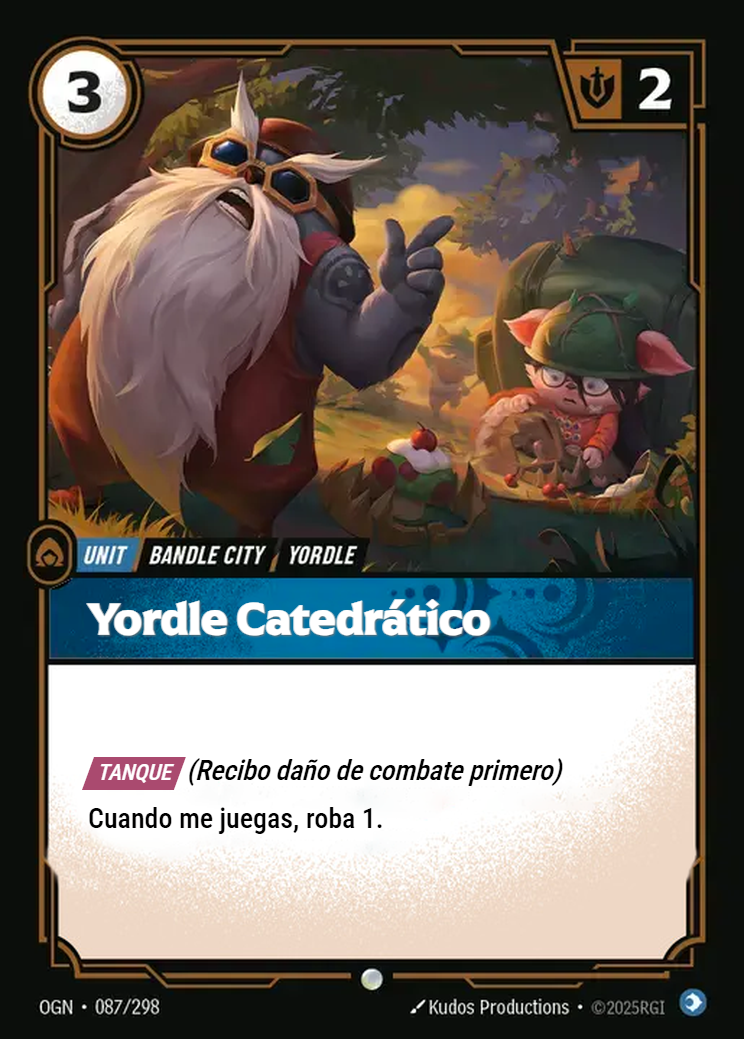 3
2
UNIT BANDLE CITY YORDLE
Yordle Catedrático
TANQUE (Recibo daño de combate primero)
Cuando me juegas, roba 1.
OGN • 087/298
Kudos Productions • ©2025RGI